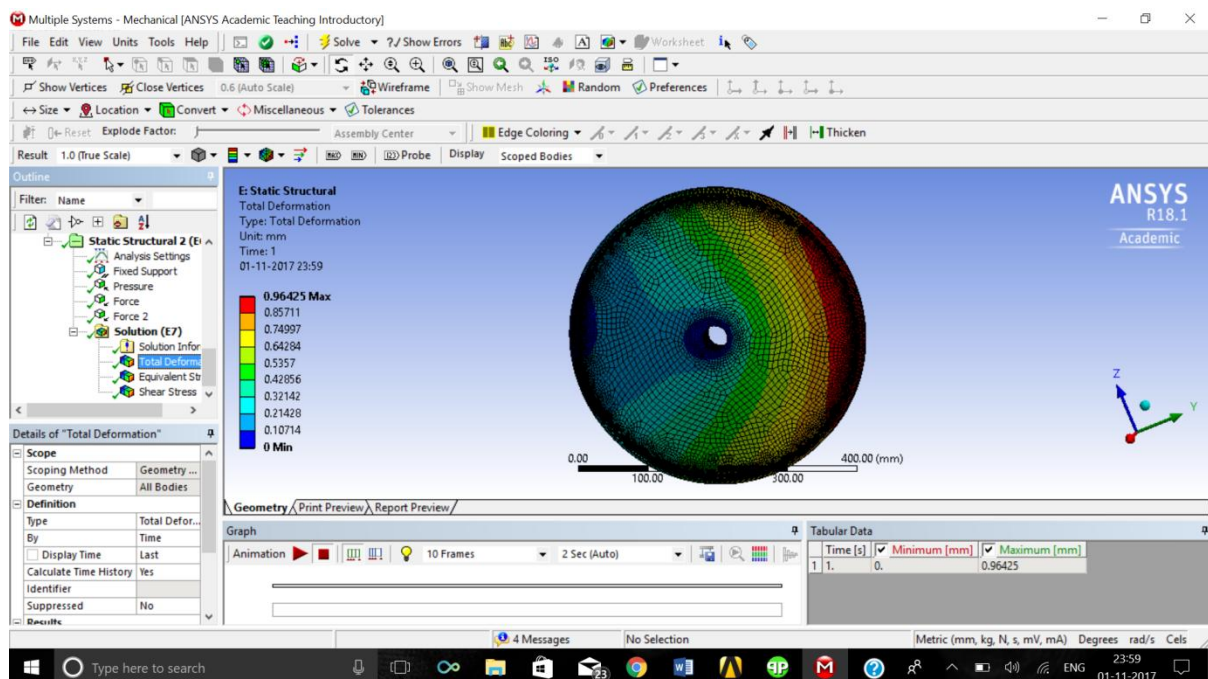 Multiple Systems - Mechanical [ANSYS Academic Teaching Introductory]
File Edit View Units Tools Help Solve ?/ Show Errors Worksheet
Show Vertices Close Vertices 0.6 (Auto Scale) Wireframe Show Mesh Random Preferences
Size Location Convert Miscellaneous Tolerances
Reset Explode Factor: Assembly Center Edge Coloring Thicken
Result 1.0 (True Scale) MAX MIN Probe Display Scoped Bodies
Outline
Filter: Name
Static Structural 2 (E
Analysis Settings
Fixed Support
Pressure
Force
Force 2
Solution (E7)
Solution Infor
Total Deforma
Equivalent Str
Shear Stress
Details of "Total Deformation"
Scope
Scoping Method Geometry ...
Geometry All Bodies
Definition
Type Total Defor...
By Time
Display Time Last
Calculate Time History Yes
Identifier
Suppressed No
Results
E: Static Structural
Total Deformation
Type: Total Deformation
Unit: mm
Time: 1
01-11-2017 23:59
0.96425 Max
0.85711
0.74997
0.64284
0.5357
0.42856
0.32142
0.21428
0.10714
0 Min
ANSYS
R18.1
Academic
Z
Y
0.00 400.00 (mm)
100.00 300.00
Geometry Print Preview Report Preview
Graph
Animation 10 Frames 2 Sec (Auto)
Tabular Data
Time [s] Minimum [mm] Maximum [mm]
1 1. 0. 0.96425
4 Messages No Selection Metric (mm, kg, N, s, mV, mA) Degrees rad/s Cels
Type here to search 23 ENG 23:59
01-11-2017